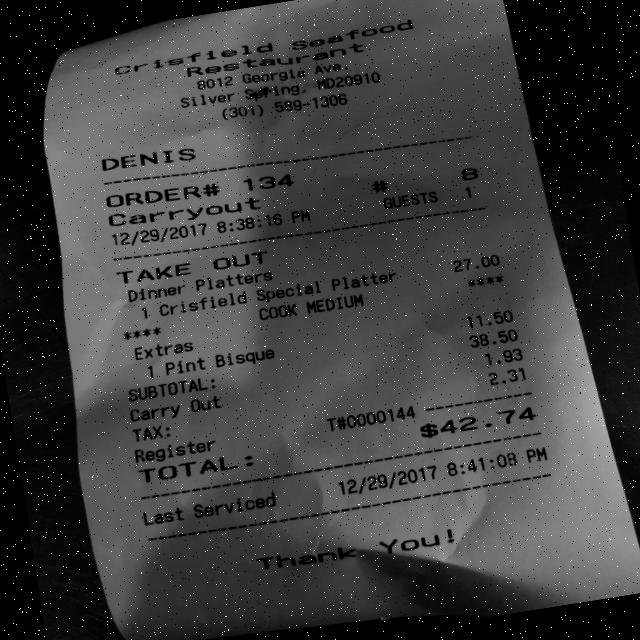 Crisfield Seafood
Restaurant
8012 Georgia Ave.
Silver Spring, MD20910
(301) 589-1306
DENIS
ORDER# 134 # 8
Carryout GUESTS 1
12/29/2017 8:38:16 PM
TAKE OUT
Dinner Platters
1 Crisfield Special Platter 27.00
**** COOK MEDIUM ****
Extras
1 Pint Bisque 11.50
SUBTOTAL: 38.50
Carry Out 1.93
TAX: 2.31
Register T#C000144
TOTAL: $42.74
Last Serviced 12/29/2017 8:41:08 PM
Thank You!